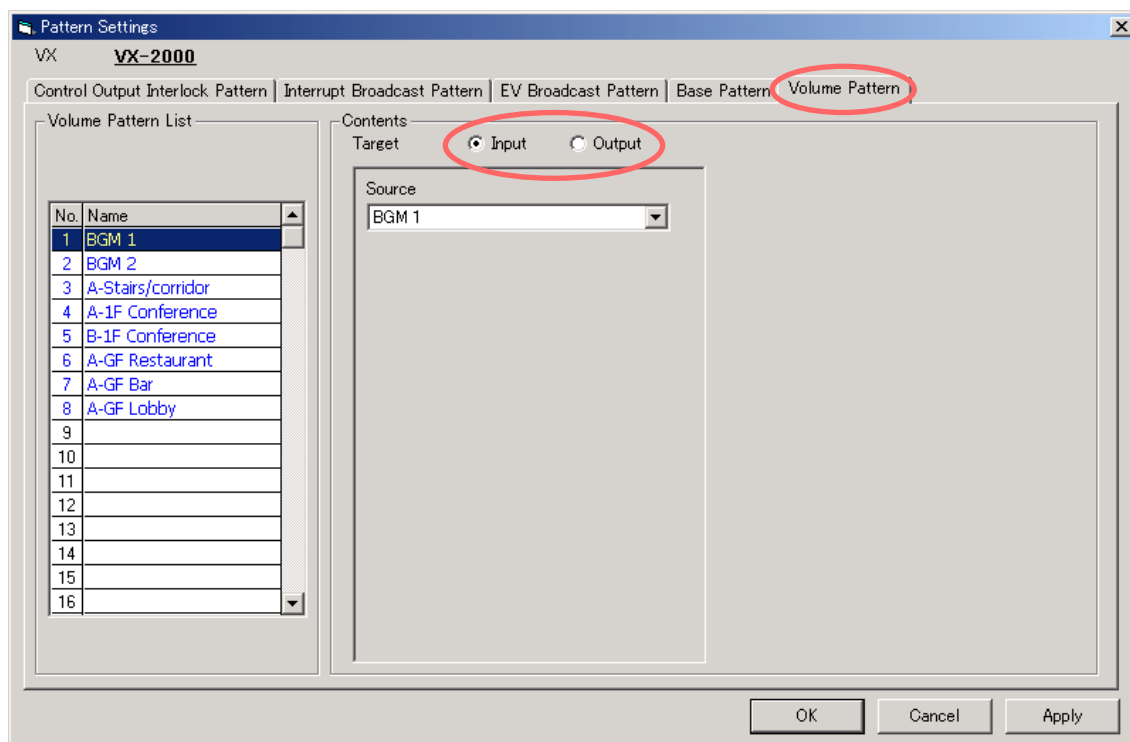 Pattern Settings
VX VX-2000
Control Output Interlock Pattern Interrupt Broadcast Pattern EV Broadcast Pattern Base Pattern Volume Pattern
Volume Pattern List
No. Name
1 BGM 1
2 BGM 2
3 A-Stairs/corridor
4 A-1F Conference
5 B-1F Conference
6 A-GF Restaurant
7 A-GF Bar
8 A-GF Lobby
9
10
11
12
13
14
15
16
Contents
Target Input Output
Source
BGM 1
OK Cancel Apply